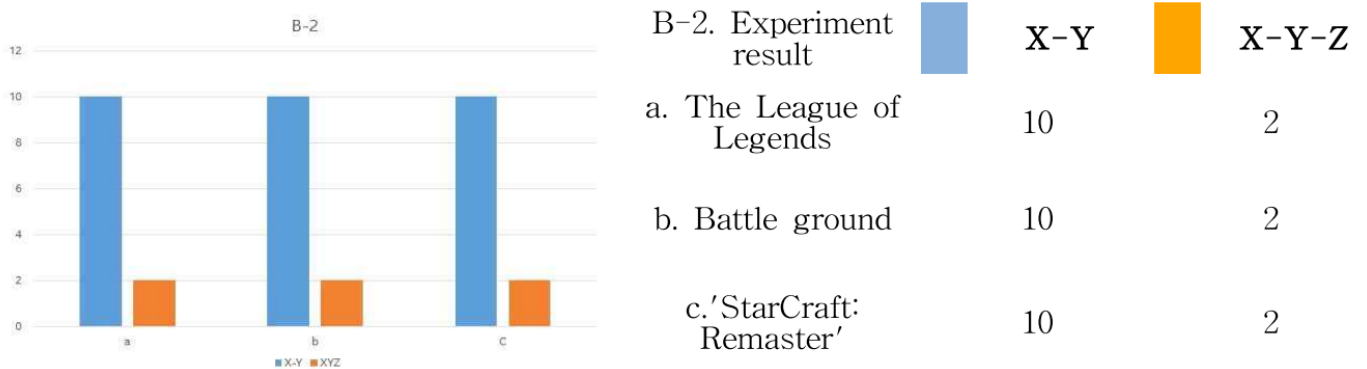 B-2
12
10
8
6
4
2
0
a b C
X-Y XYZ
B-2. Experiment
result
X-Y X-Y-Z
a. The League of
Legends
10 2
b. Battle ground 10 2
c.'StarCraft:
Remaster'
10 2